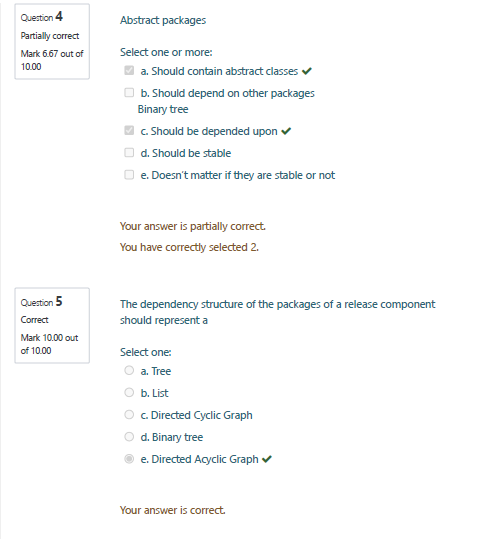 Question 4
Partially correct
Mark 6.67 out of
10.00
Abstract packages
Select one or more:
a. Should contain abstract classes
b. Should depend on other packages
Binary tree
c. Should be depended upon
d. Should be stable
e. Doesn't matter if they are stable or not
Your answer is partially correct.
You have correctly selected 2.
Question 5
Correct
Mark 10.00 out
of 10.00
The dependency structure of the packages of a release component
should represent a
Select one:
a. Tree
b. List
c. Directed Cyclic Graph
d. Binary tree
e. Directed Acyclic Graph
Your answer is correct.